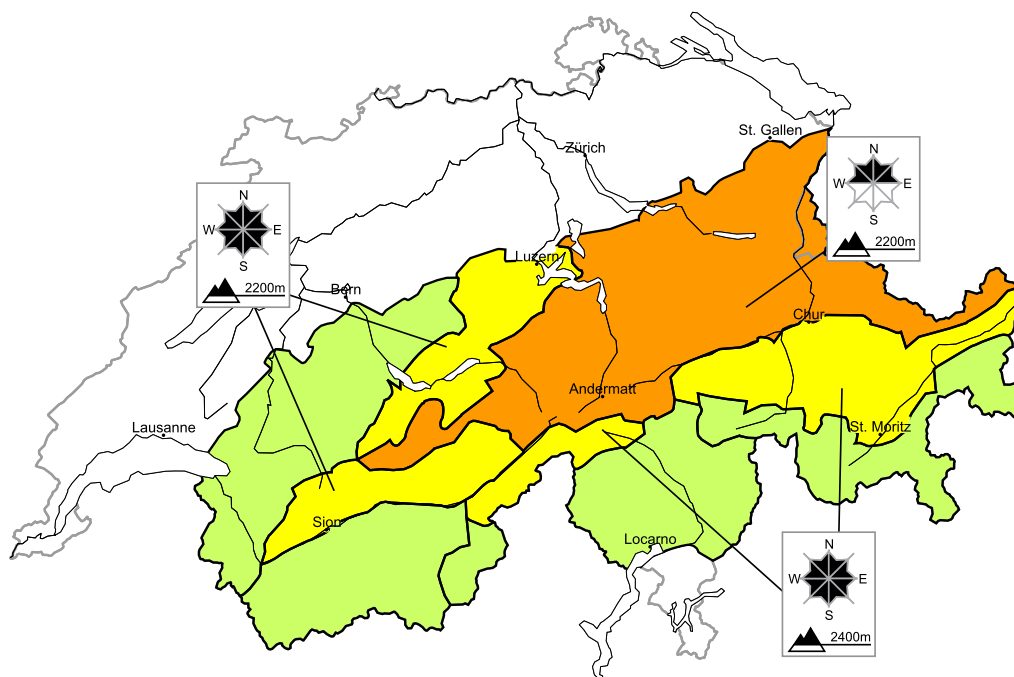 St. Gallen
Zürich
N
W E
S
2200m
N
W E
S
2200m
Luzern
Bern
Chur
Andermatt
Lausanne
St. Moritz
Sion
Locarno
N
W E
S
2400m